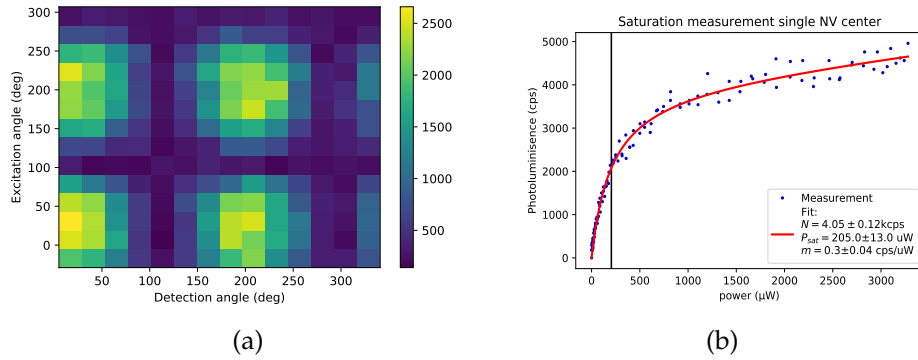 300
250
200
150
100
50
0
Excitation angle (deg)
50
100
150
200
250
300
Detection angle (deg)
2500
2000
1500
1000
500
(a)
Saturation measurement single NV center
5000
4000
3000
2000
1000
0
Photoluminisence (cps)
Measurement
Fit:
N = 4.05 ± 0.12kcps
P_sat = 205.0±13.0 uW
m = 0.3±0.04 cps/uW
0
500
1000
1500
2000
2500
3000
power (µW)
(b)